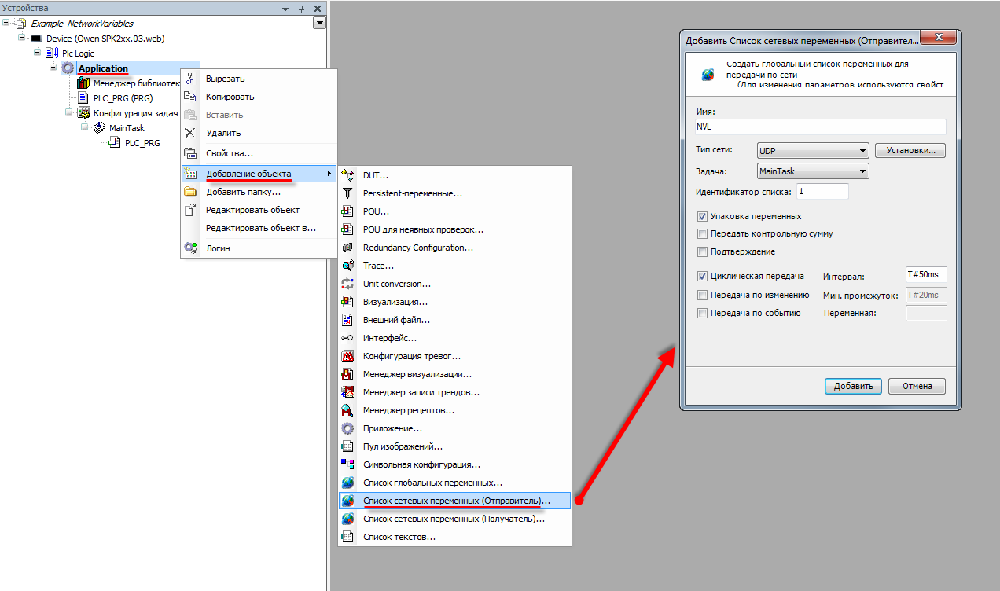 Устройства
Example_NetworkVariables
Device (Owen SPK2xx.03.web)
Plc Logic
Application
Менеджер библиотек
PLC_PRG (PRG)
Конфигурация задач
MainTask
PLC_PRG
Вырезать
Копировать
Вставить
Удалить
Свойства...
Добавление объекта
Добавить папку...
Редактировать объект
Редактировать объект в...
Логин
DUT...
Persistent-переменные...
POU...
POU для неявных проверок...
Redundancy Configuration...
Trace...
Unit conversion...
Визуализация...
Внешний файл...
Интерфейс...
Конфигурация тревог...
Менеджер визуализации...
Менеджер записи трендов...
Менеджер рецептов...
Приложение...
Пул изображений...
Символьная конфигурация...
Список глобальных переменных...
Список сетевых переменных (Отправитель)...
Список сетевых переменных (Получатель)...
Список текстов...
Добавить Список сетевых переменных (Отправител...
Создать глобальный список переменных для
передачи по сети
(Для изменения параметров используются свойст
Имя:
NVL
Тип сети: UDP Установки...
Задача: MainTask
Идентификатор списка: 1
Упаковка переменных
Передать контрольную сумму
Подтверждение
Циклическая передача Интервал: T#50ms
Передача по изменению Мин. промежуток: T#20ms
Передача по событию Переменная:
Добавить Отмена